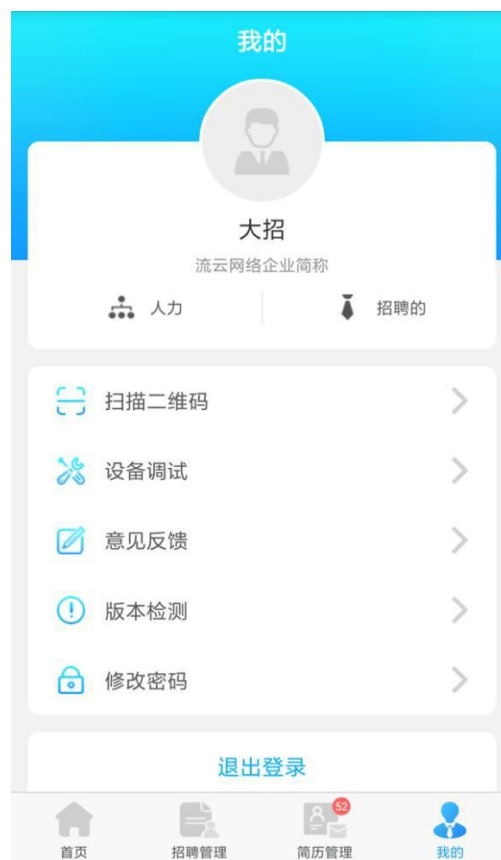 我的
大招
流云网络企业简称
人力 招聘的
扫描二维码
设备调试
意见反馈
版本检测
修改密码
退出登录
52
首页 招聘管理 简历管理 我的